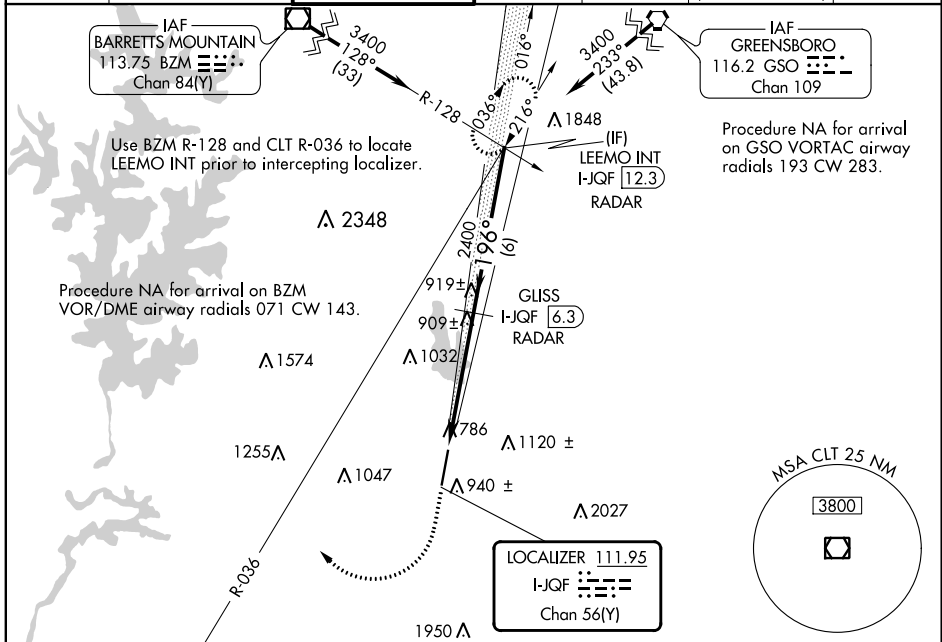 IAF
BARRETTS MOUNTAIN
113.75 BZM
Chan 84(Y)
3400
128°
(33)
R-128
036°
216°
016°
3400
233°
(43.8)
IAF
GREENSBORO
116.2 GSO
Chan 109
1848
(IF)
LEEMO INT
I-JQF 12.3
RADAR
Use BZM R-128 and CLT R-036 to locate
LEEMO INT prior to intercepting localizer.
Procedure NA for arrival
on GSO VORTAC airway
radials 193 CW 283.
2348
2400
196°
(6)
Procedure NA for arrival on BZM
VOR/DME airway radials 071 CW 143.
919±
909±
GLISS
I-JQF 6.3
RADAR
1574
1032
786
1120 ±
1255
1047
940 ±
2027
MSA CLT 25 NM
3800
R-036
LOCALIZER 111.95
I-JQF
Chan 56(Y)
1950